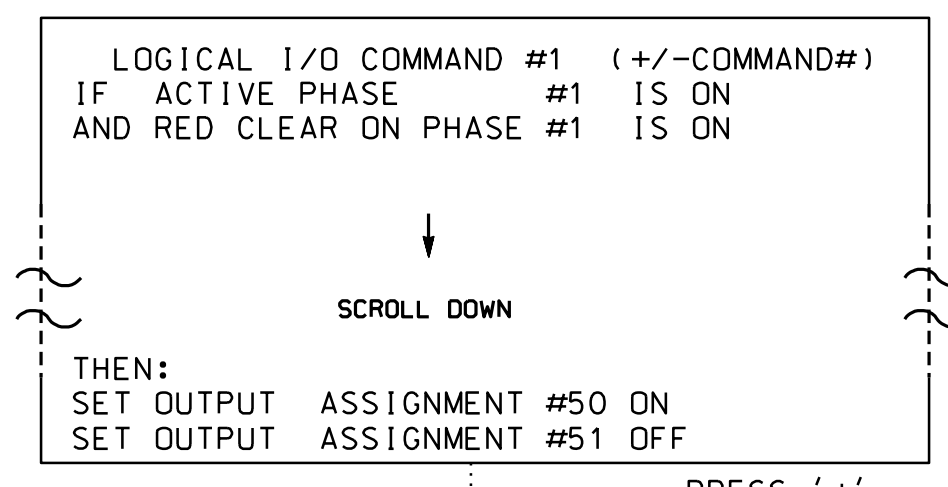 LOGICAL I/O COMMAND #1 (+/-COMMAND#)
IF ACTIVE PHASE #1 IS ON
AND RED CLEAR ON PHASE #1 IS ON
SCROLL DOWN
THEN:
SET OUTPUT ASSIGNMENT #50 ON
SET OUTPUT ASSIGNMENT #51 OFF
PRESS '+'